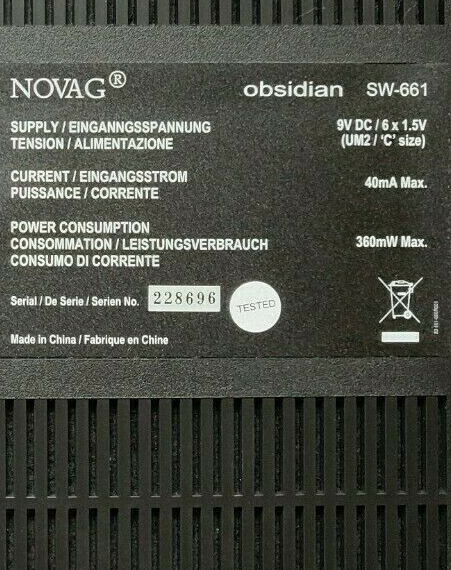 NOVAG®
obsidian SW-661
SUPPLY / EINGANNGSSPANNUNG 9V DC / 6 x 1.5V
TENSION / ALIMENTAZIONE (UM2 / 'C' size)
CURRENT / EINGANGSSTROM 40mA Max.
PUISSANCE / CORRENTE
POWER CONSUMPTION
CONSOMMATION / LEISTUNGSVERBRAUCH 360mW Max.
CONSUMO DI CORRENTE
Serial / De Serie / Serien No. 228696
TESTED
Made in China / Fabrique en Chine